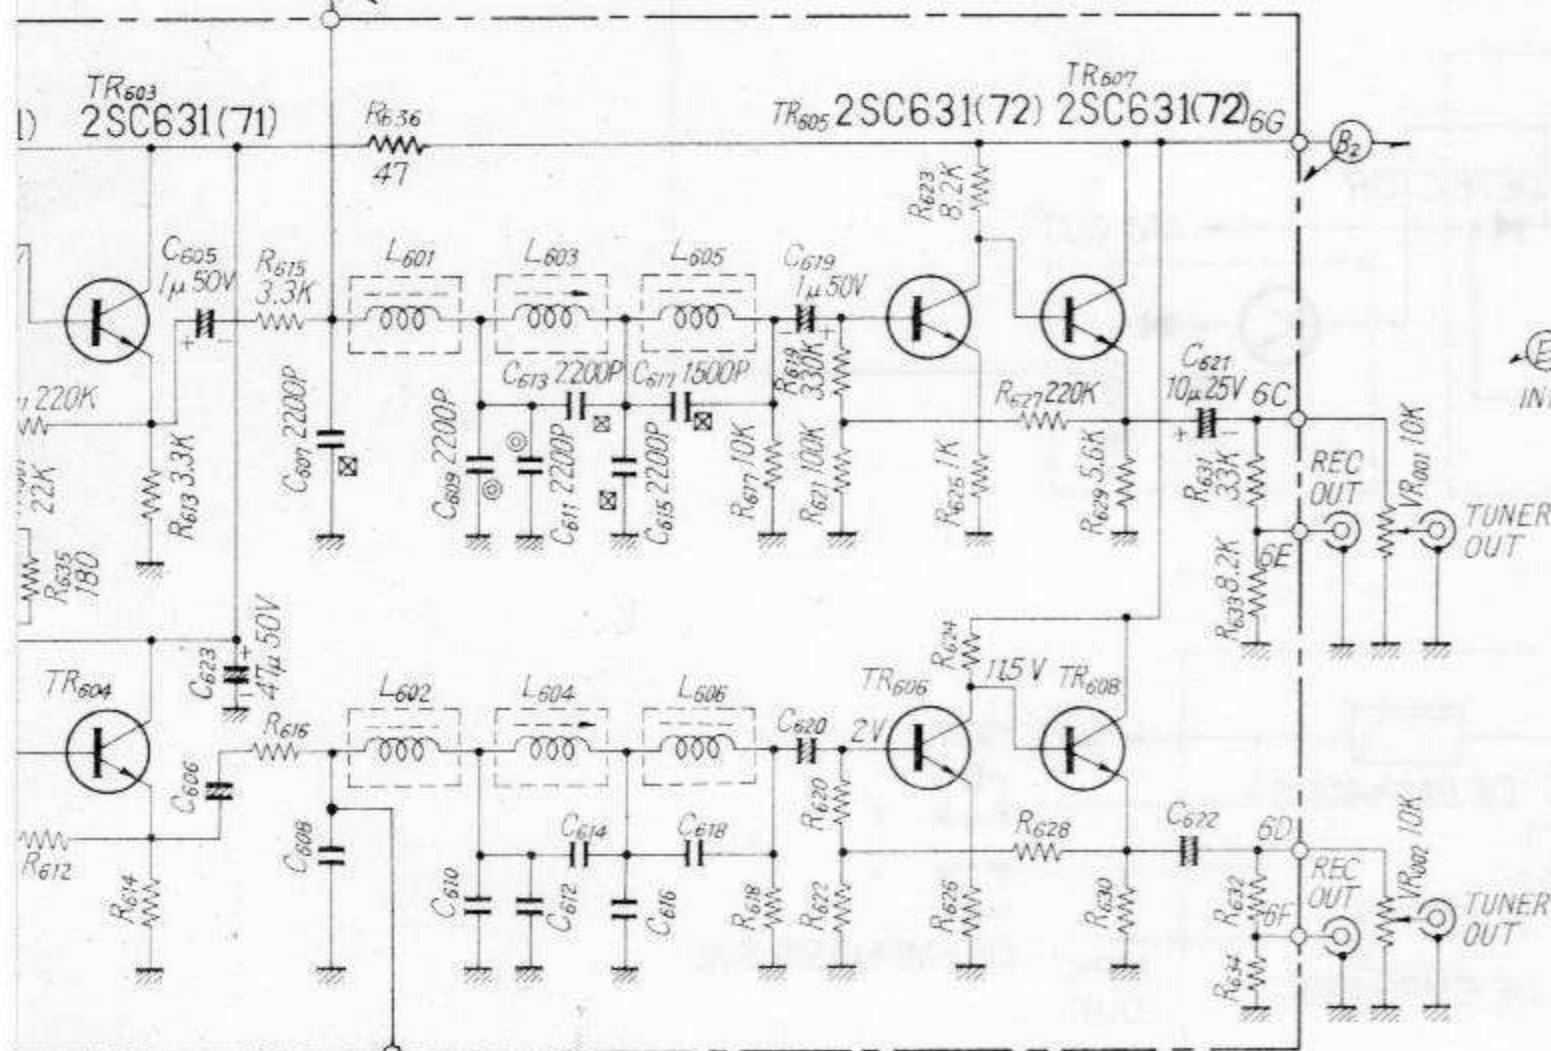 TR603
2SC631(71)
R636
47
TR605 2SC631(72)
TR607
2SC631(72)
6G
B2
R623
8.2K
C605
1μ 50V
R615
3.3K
L601
L603
L605
C619
1μ 50V
+
-
-
+
220K
R613 3.3K
22K
R635
180
C607 2200P
C609 2200P
C613 2200P
C611 2200P
C615 2200P
C617 1500P
R617 10K
R619
330K
R621 100K
R625 1K
R627 220K
R629 5.6K
C621
10μ 25V
+
-
6C
R631
33K
REC
OUT
VR001 10K
TUNER
OUT
6E
R633 8.2K
E
TR604
C623
47μ 50V
+
-
C606
R616
R612
R614
L602
L604
L606
C608
C610
C614
C612
C616
C618
R618
C620
2V
R620
R622
TR606
R624
11.5V
TR608
R626
R628
R630
C622
6D
R632
6F
R634
REC
OUT
VR002 10K
TUNER
OUT